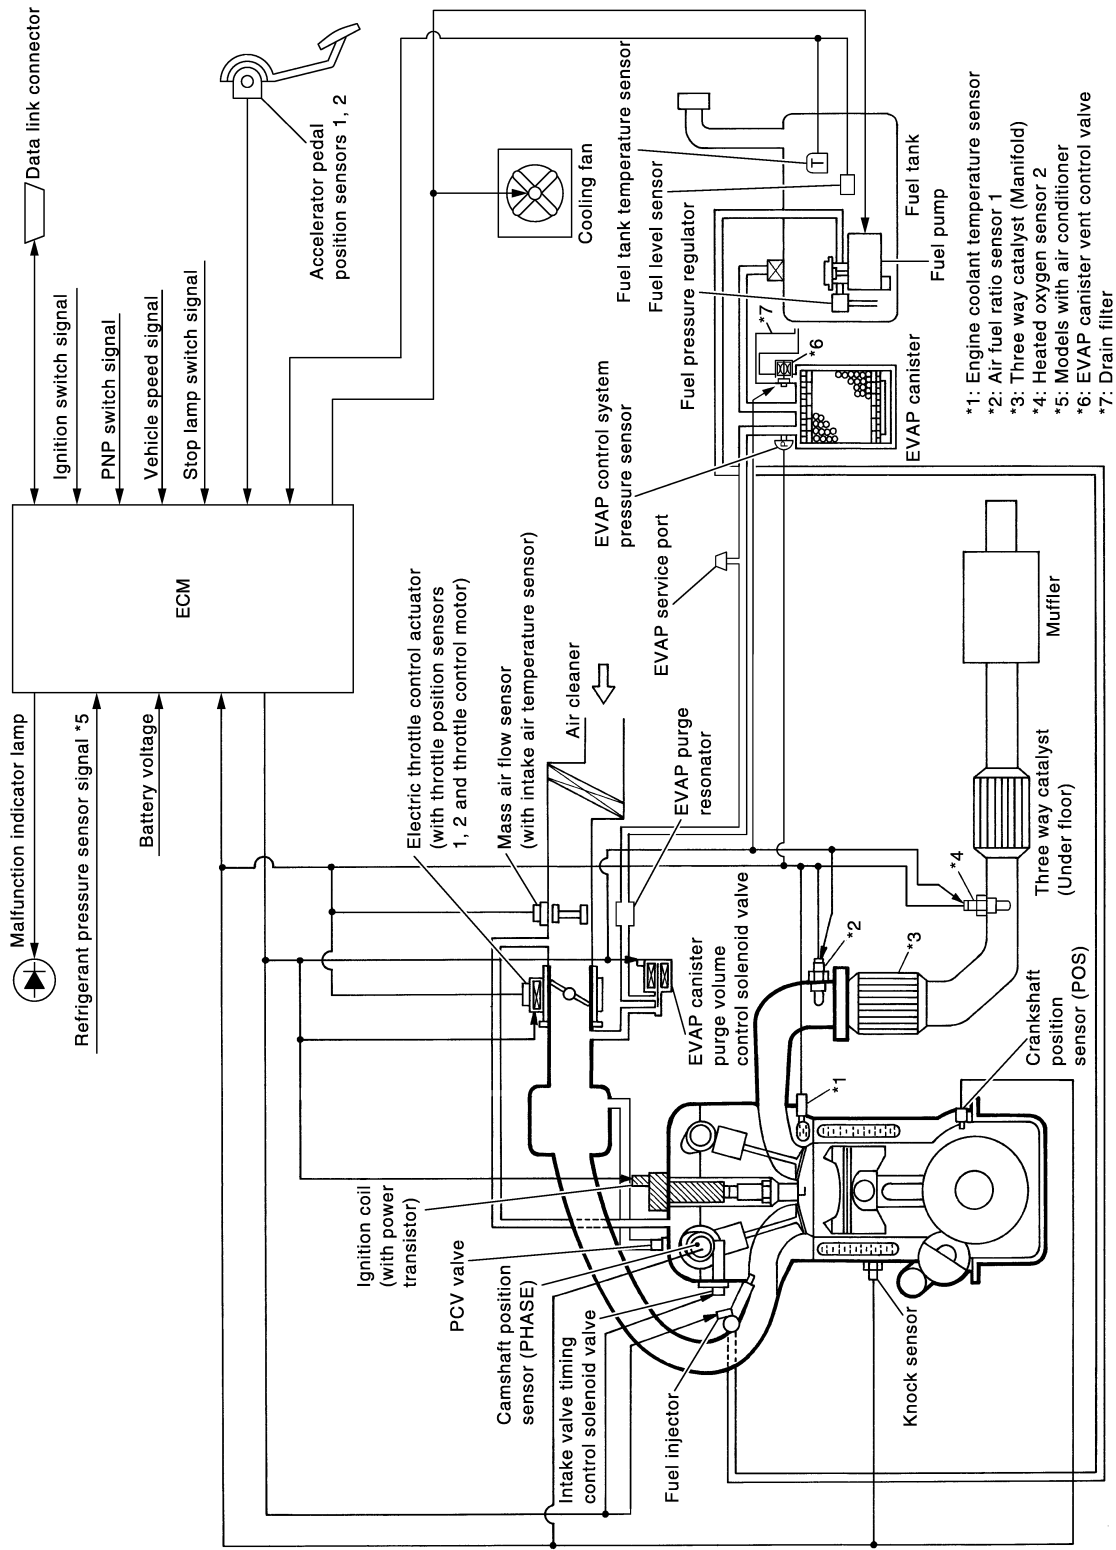 Malfunction indicator lamp
Refrigerant pressure sensor signal *5
Battery voltage
ECM
Data link connector
Ignition switch signal
PNP switch signal
Vehicle speed signal
Stop lamp switch signal
Accelerator pedal
position sensors 1, 2
Cooling fan
Electric throttle control actuator
(with throttle position sensors
1, 2 and throttle control motor)
Mass air flow sensor
(with intake air temperature sensor)
Air cleaner
EVAP purge
resonator
EVAP canister
purge volume
control solenoid valve
Ignition coil
(with power
transistor)
PCV valve
Camshaft position
sensor (PHASE)
Intake valve timing
control solenoid valve
Fuel injector
Knock sensor
*1
*2
*3
*4
Crankshaft
position
sensor (POS)
Three way catalyst
(Under floor)
Muffler
EVAP service port
EVAP control system
pressure sensor
P
EVAP canister
*6
*7
Fuel pressure regulator
Fuel level sensor
Fuel tank temperature sensor
T
Fuel tank
Fuel pump
*1: Engine coolant temperature sensor
*2: Air fuel ratio sensor 1
*3: Three way catalyst (Manifold)
*4: Heated oxygen sensor 2
*5: Models with air conditioner
*6: EVAP canister vent control valve
*7: Drain filter